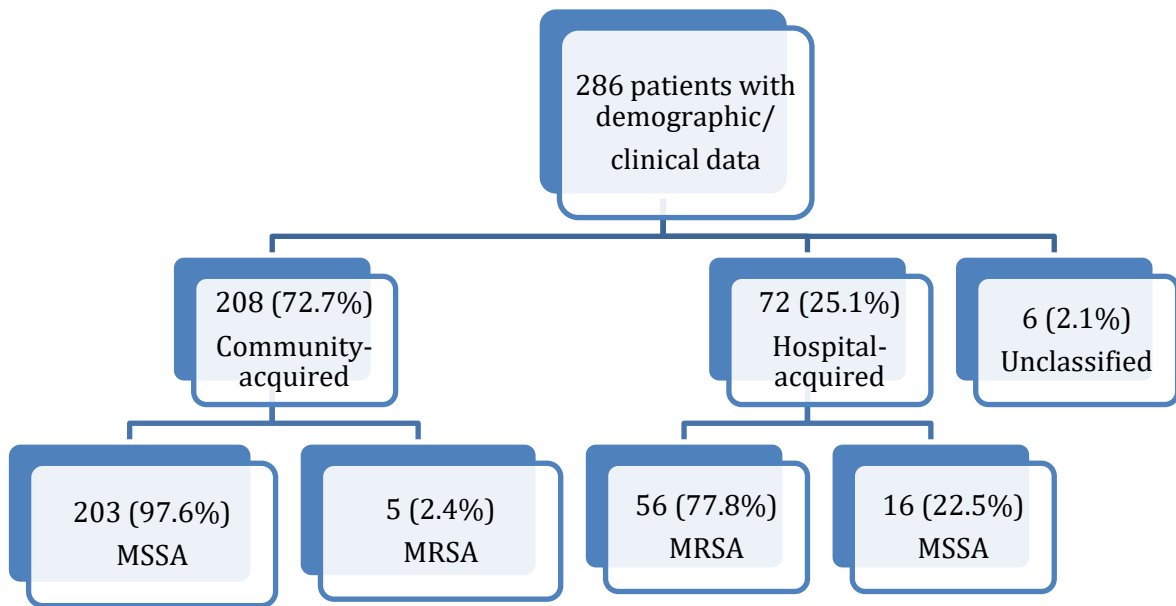 286 patients with
demographic/
clinical data
208 (72.7%)
Community-
acquired
72 (25.1%)
Hospital-
acquired
6 (2.1%)
Unclassified
203 (97.6%)
MSSA
5 (2.4%)
MRSA
56 (77.8%)
MRSA
16 (22.5%)
MSSA